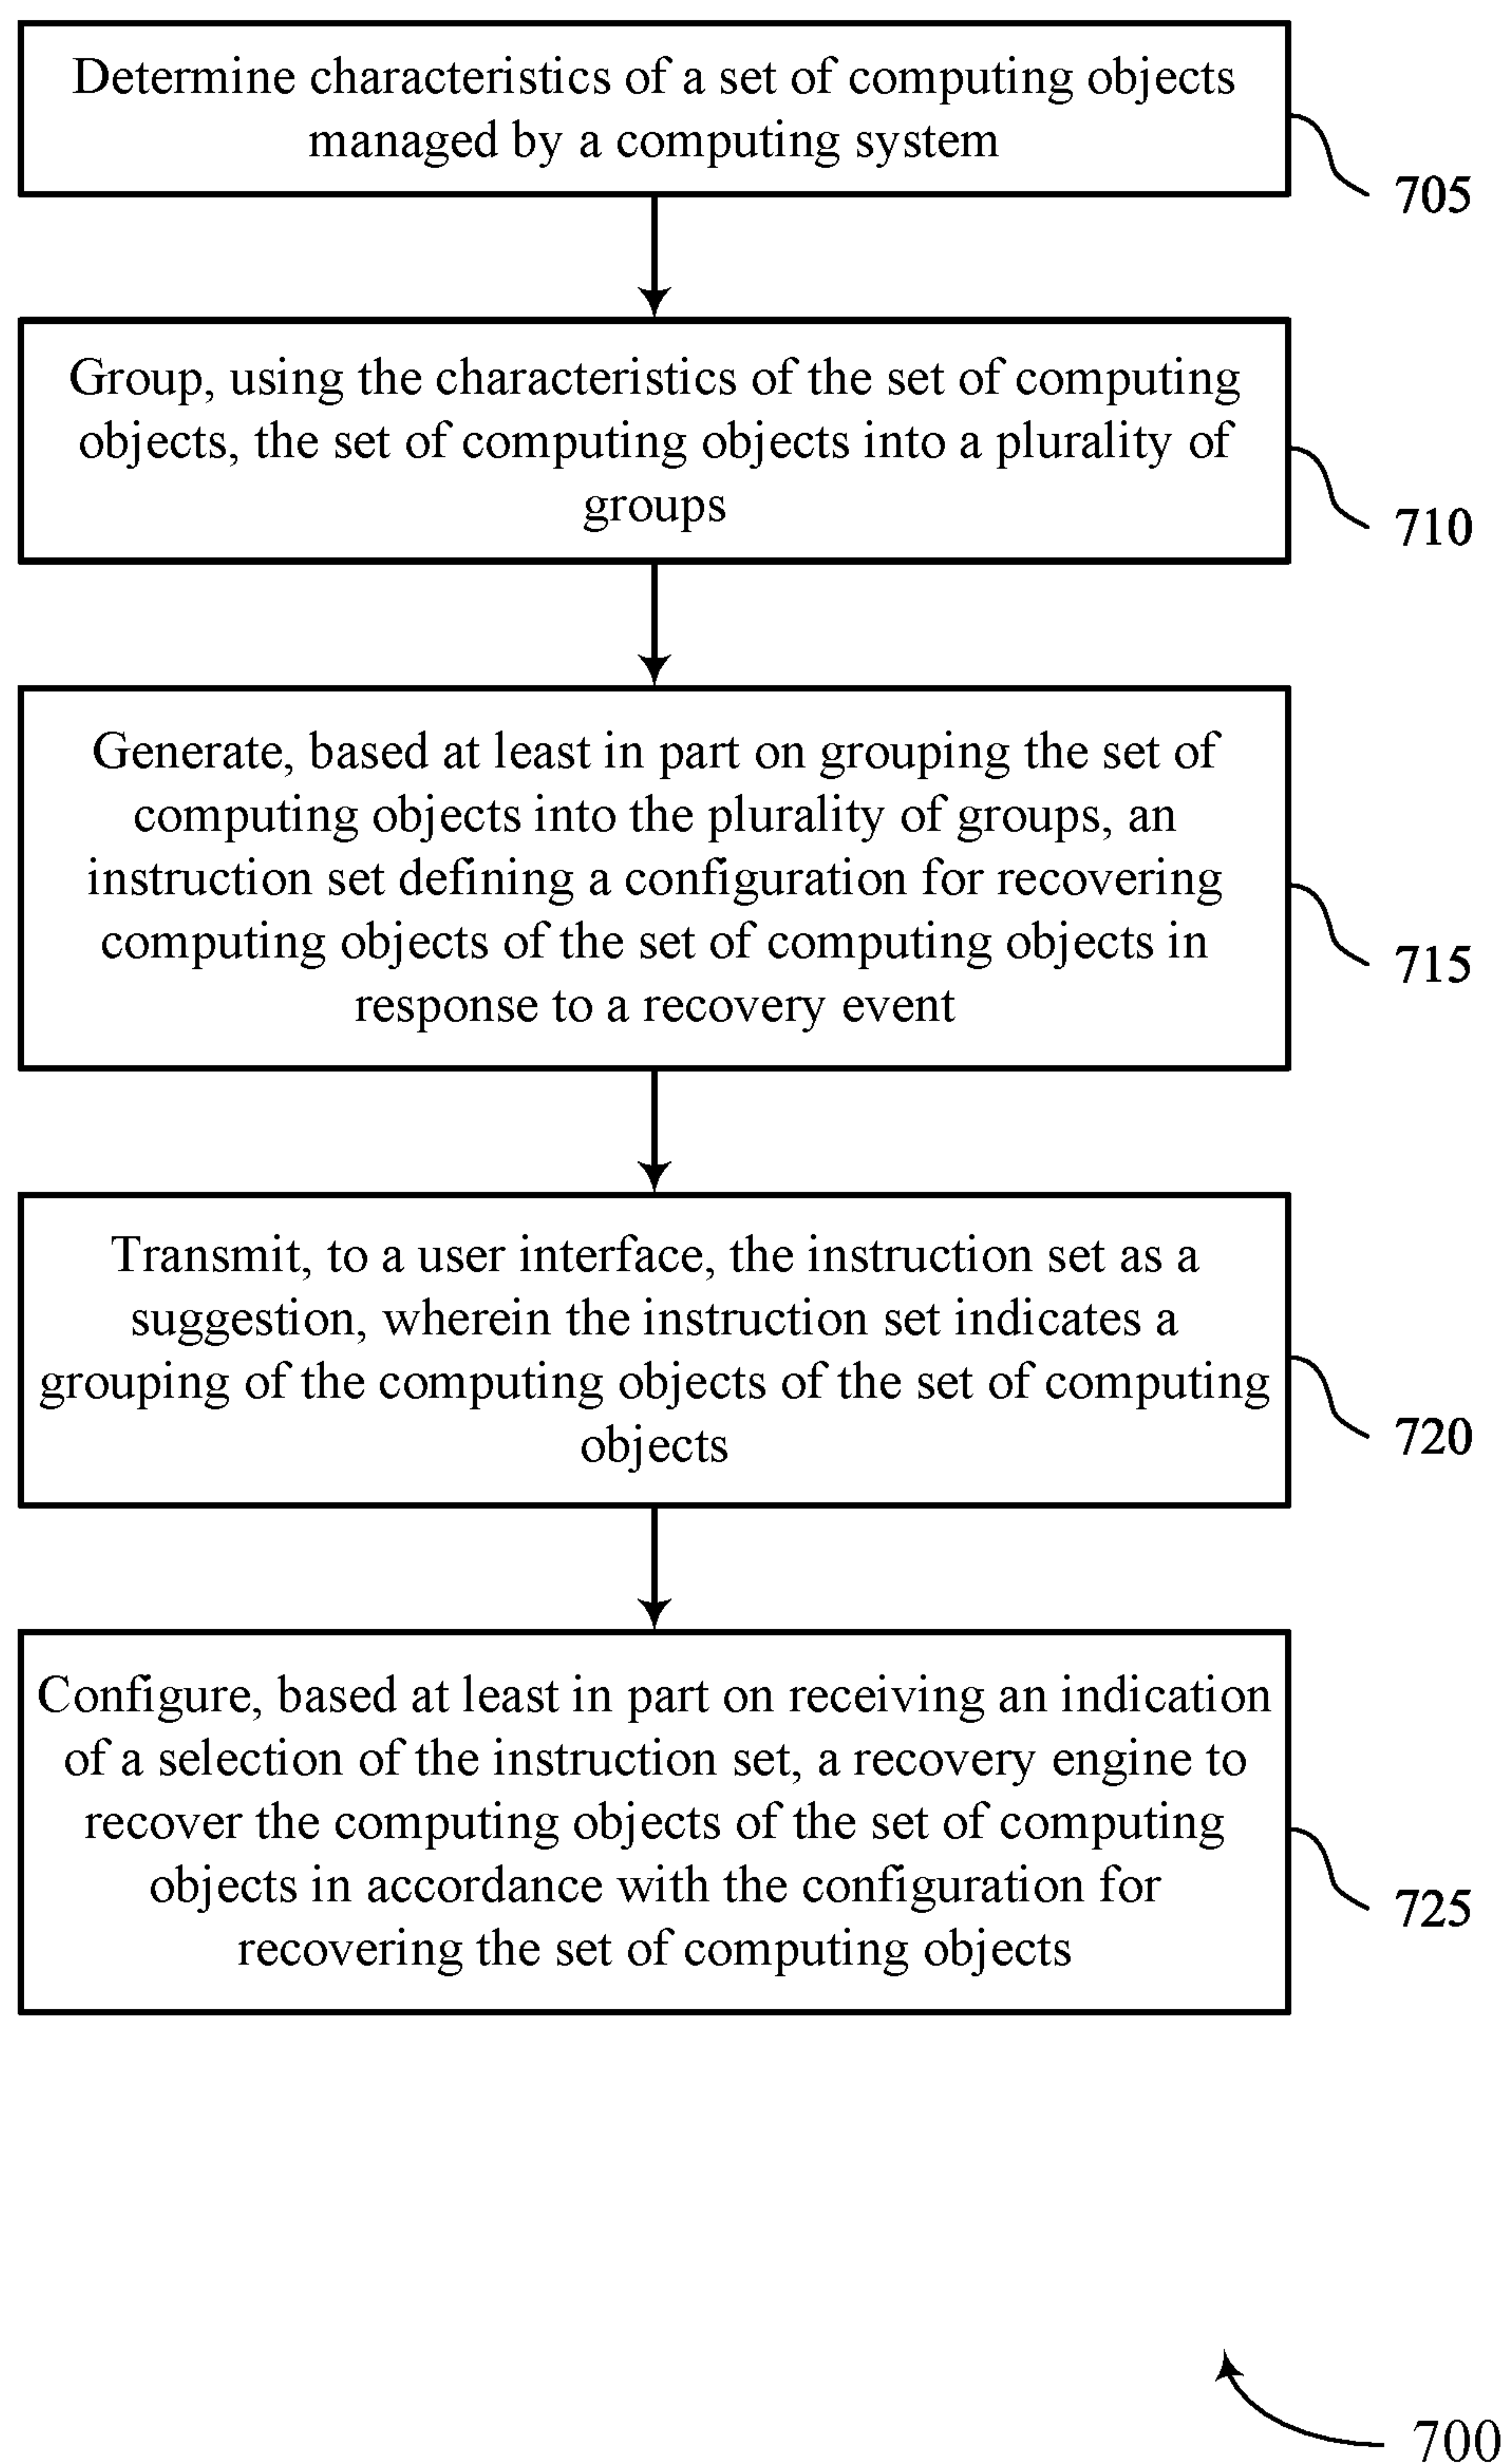 Determine characteristics of a set of computing objects
managed by a computing system
705
Group, using the characteristics of the set of computing
objects, the set of computing objects into a plurality of
groups
710
Generate, based at least in part on grouping the set of
computing objects into the plurality of groups, an
instruction set defining a configuration for recovering
computing objects of the set of computing objects in
response to a recovery event
715
Transmit, to a user interface, the instruction set as a
suggestion, wherein the instruction set indicates a
grouping of the computing objects of the set of computing
objects
720
Configure, based at least in part on receiving an indication
of a selection of the instruction set, a recovery engine to
recover the computing objects of the set of computing
objects in accordance with the configuration for
recovering the set of computing objects
725
700